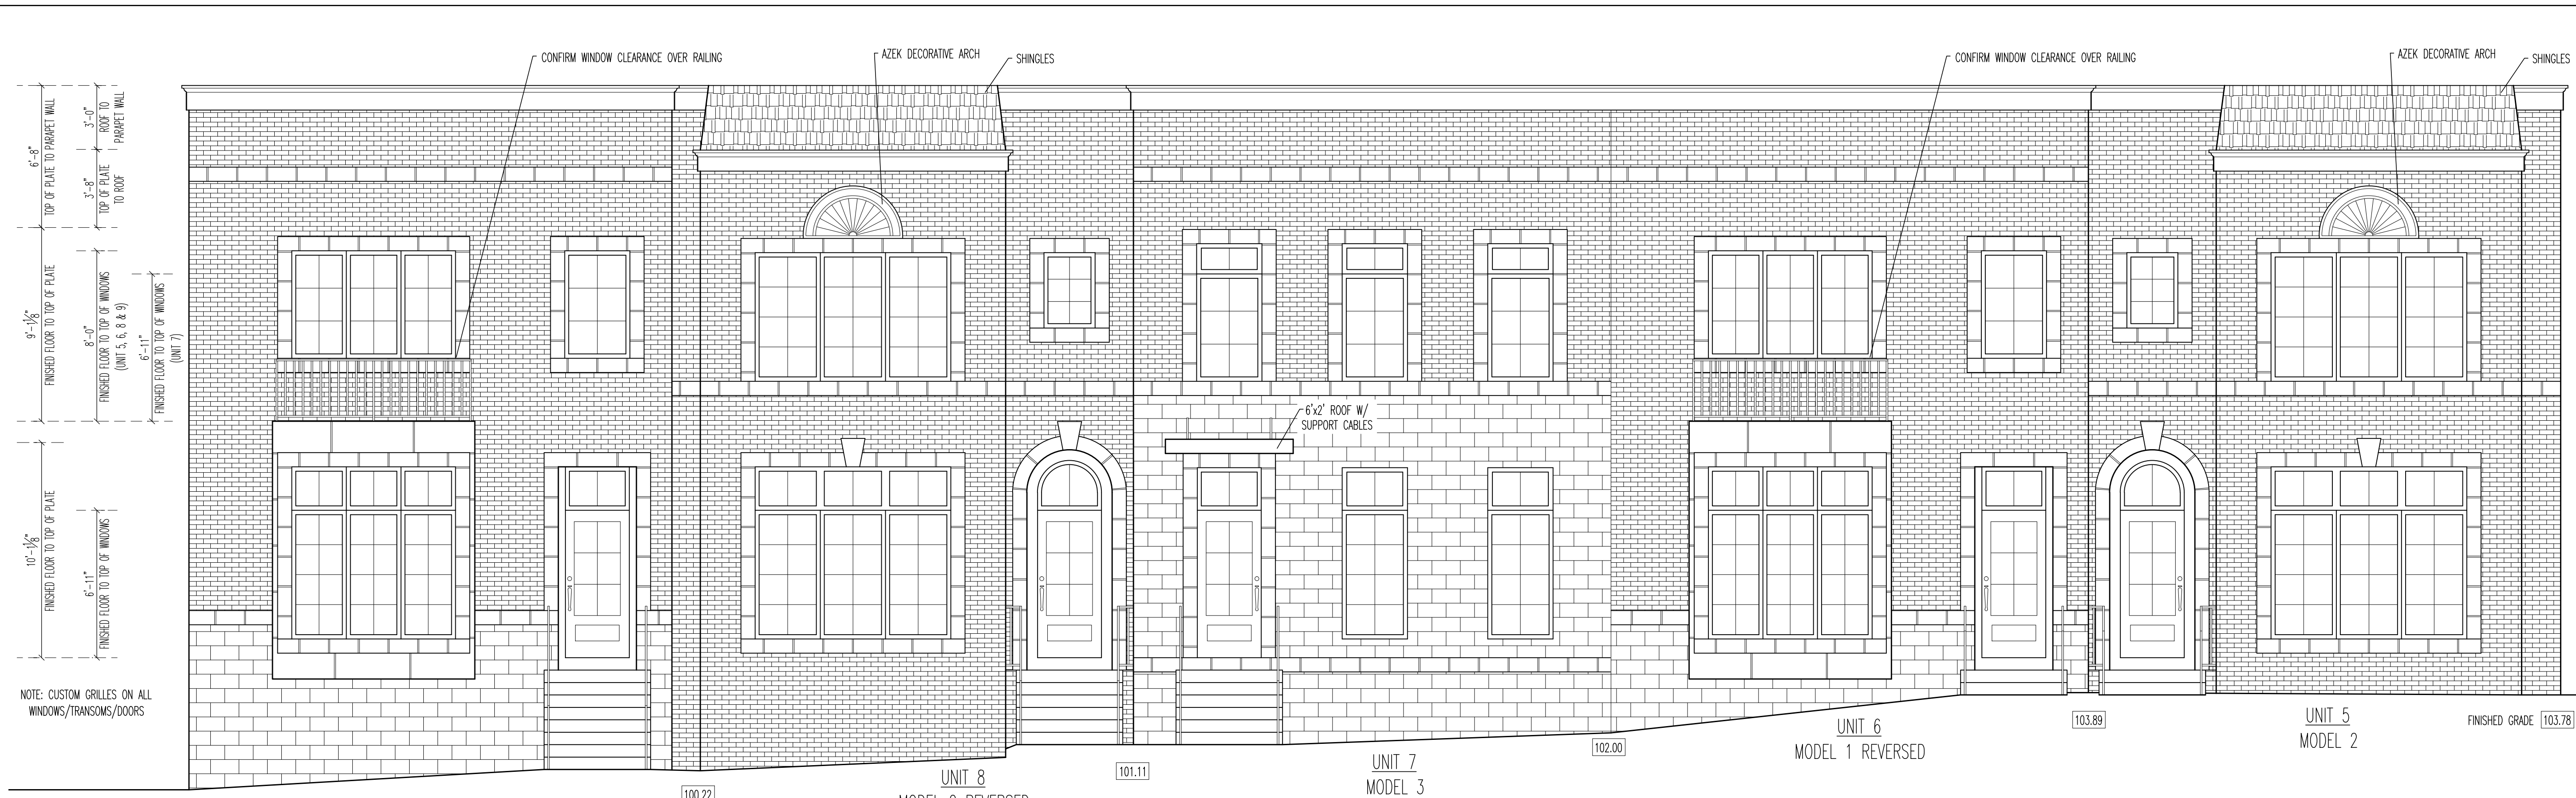 CONFIRM WINDOW CLEARANCE OVER RAILING
AZEK DECORATIVE ARCH
SHINGLES
CONFIRM WINDOW CLEARANCE OVER RAILING
AZEK DECORATIVE ARCH
SHINGLES
6'-8"
TOP OF PLATE TO PARAPET WALL
3'-0"
ROOF TO
PARAPET WALL
3'-8"
TOP OF PLATE
TO ROOF
9'-1⅛"
FINISHED FLOOR TO TOP OF PLATE
8'-0"
FINISHED FLOOR TO TOP OF WINDOWS
(UNIT 5, 6, 8 & 9)
6'-11"
FINISHED FLOOR TO TOP OF WINDOWS
(UNIT 7)
10'-1⅛"
FINISHED FLOOR TO TOP OF PLATE
6'-11"
FINISHED FLOOR TO TOP OF WINDOWS
6'x2' ROOF W/
SUPPORT CABLES
NOTE: CUSTOM GRILLES ON ALL
WINDOWS/TRANSOMS/DOORS
100.22
UNIT 8
101.11
UNIT 7
MODEL 3
102.00
UNIT 6
MODEL 1 REVERSED
103.89
UNIT 5
MODEL 2
FINISHED GRADE 103.78